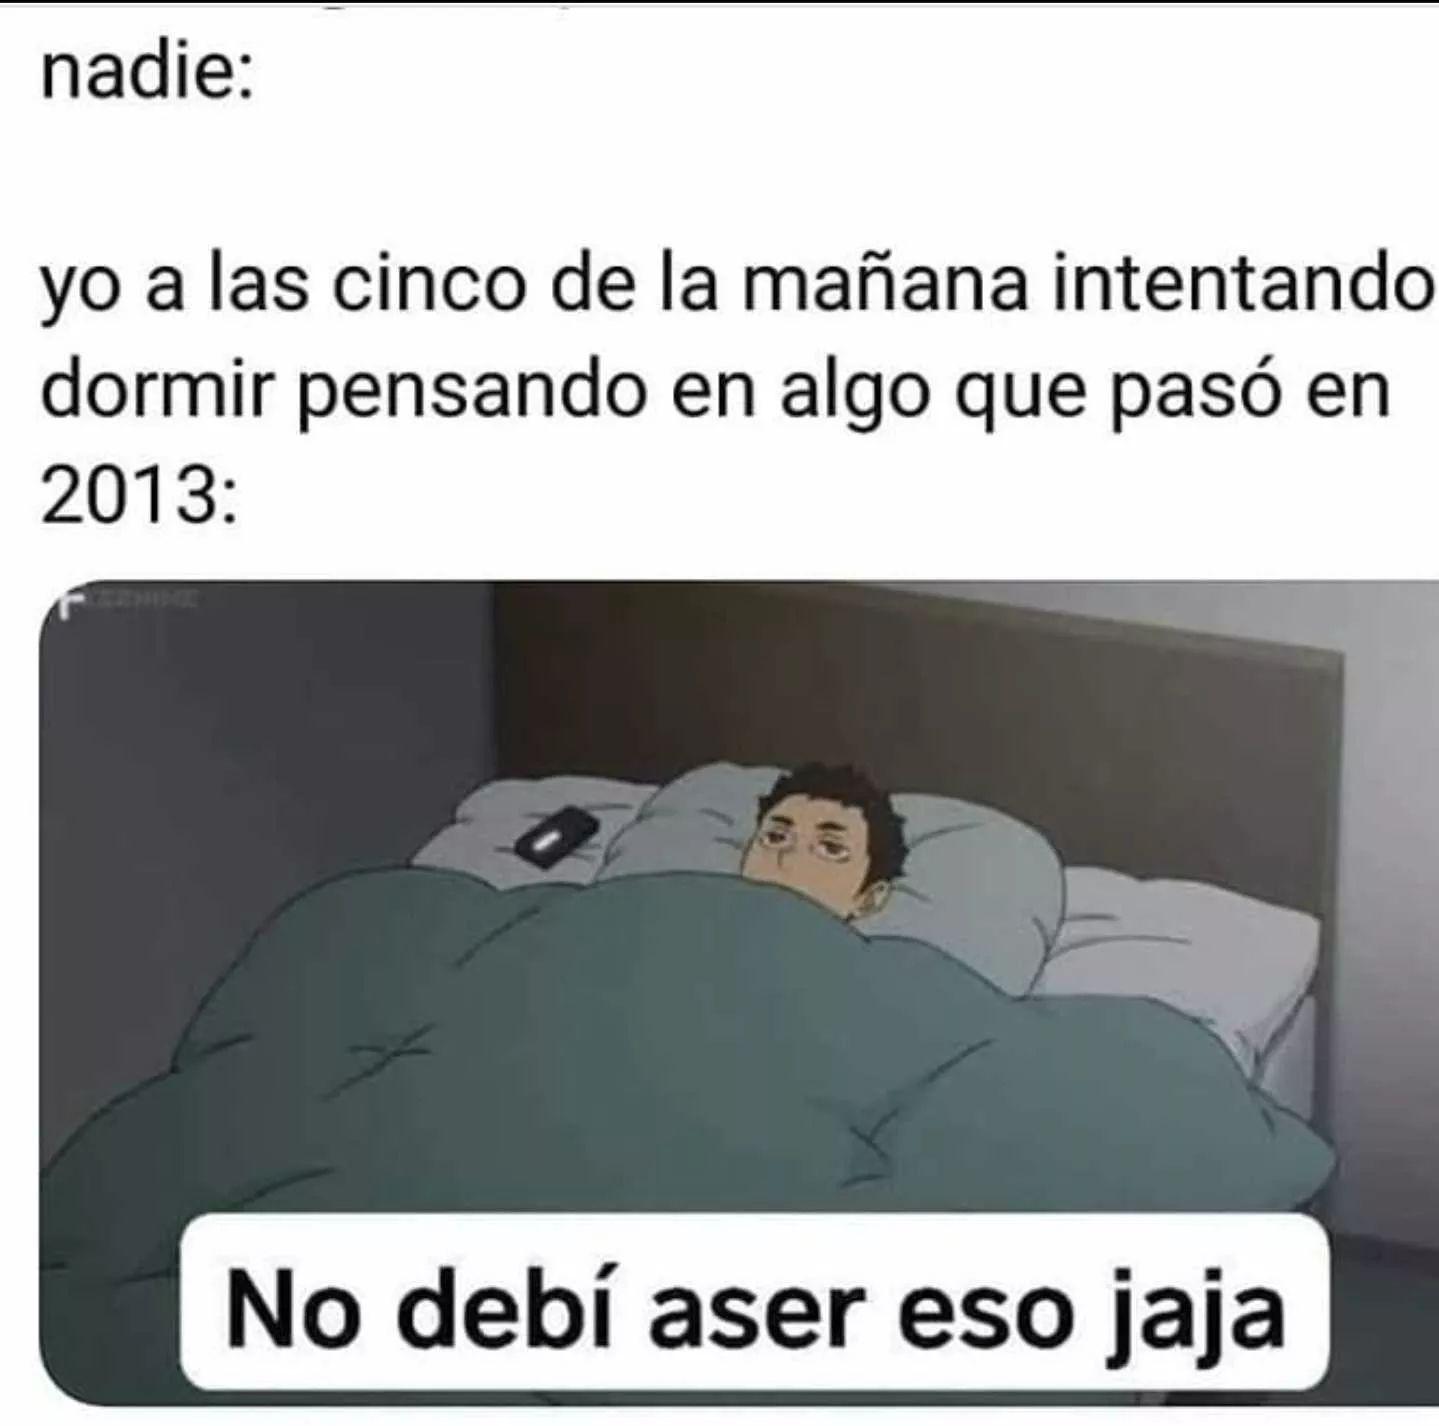 nadie:
yo a las cinco de la mañana intentando
dormir pensando en algo que pasó en
2013:
No debí aser eso jaja